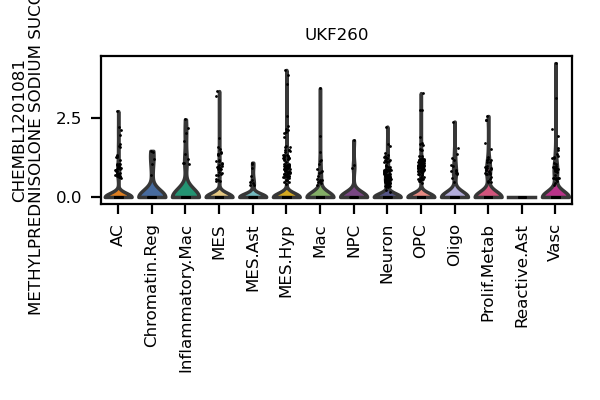 UKF260
CHEMBL1201081
METHYLPREDNISOLONE SODIUM
2.5
0.0
AC
Chromatin.Reg
Inflammatory.Mac
MES
MES.Ast
MES.Hyp
Mac
NPC
Neuron
OPC
Oligo
Prolif.Metab
Reactive.Ast
Vasc